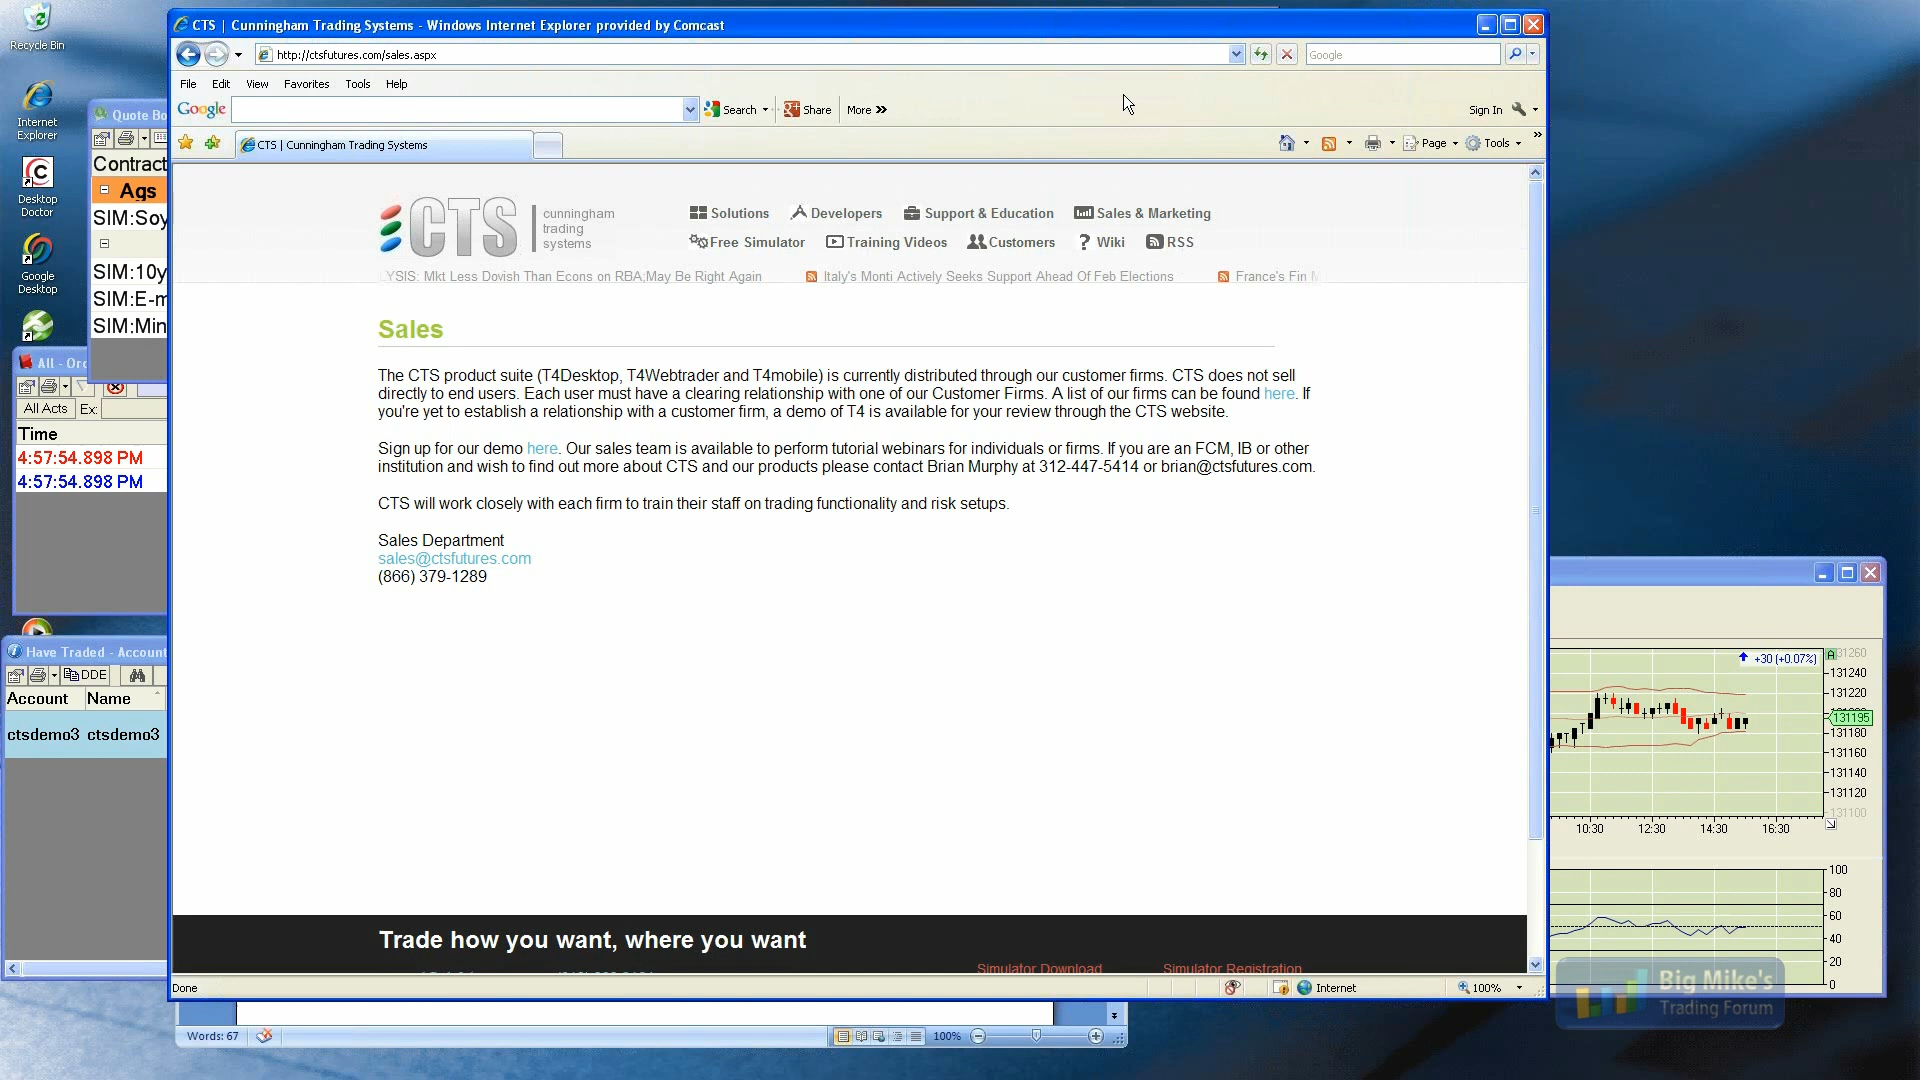 Recycle Bin
Internet Explorer
Desktop Doctor
Google Desktop
Quote Bo
Contract
Ags
SIM:Soy
SIM:10y
SIM:E-m
SIM:Min
All - Ord
All Accts Ex:
Time
4:57:54.898 PM
4:57:54.898 PM
Have Traded - Account
DDE
Account Name
ctsdemo3 ctsdemo3
CTS | Cunningham Trading Systems - Windows Internet Explorer provided by Comcast
http://ctsfutures.com/sales.aspx
Google
File Edit View Favorites Tools Help
Google Search Share More Sign In
CTS | Cunningham Trading Systems
Page Tools
CTS
cunningham
trading
systems
Solutions Developers Support & Education Sales & Marketing
Free Simulator Training Videos Customers ? Wiki RSS
LYSIS: Mkt Less Dovish Than Econs on RBA;May Be Right Again Italy's Monti Actively Seeks Support Ahead Of Feb Elections France's Fin
Sales
The CTS product suite (T4Desktop, T4Webtrader and T4mobile) is currently distributed through our customer firms. CTS does not sell
directly to end users. Each user must have a clearing relationship with one of our Customer Firms. A list of our firms can be found here. If
you're yet to establish a relationship with a customer firm, a demo of T4 is available for your review through the CTS website.
Sign up for our demo here. Our sales team is available to perform tutorial webinars for individuals or firms. If you are an FCM, IB or other
institution and wish to find out more about CTS and our products please contact Brian Murphy at 312-447-5414 or brian@ctsfutures.com.
CTS will work closely with each firm to train their staff on trading functionality and risk setups.
Sales Department
sales@ctsfutures.com
(866) 379-1289
Trade how you want, where you want
Simulator Download Simulator Registration
Done Internet 100%
Words: 67 100%
+30 (+0.07%) A
131260
131240
131220
131195
131180
131160
131140
131120
131100
10:30 12:30 14:30 16:30
100
80
60
40
20
0
Big Mike's
Trading Forum